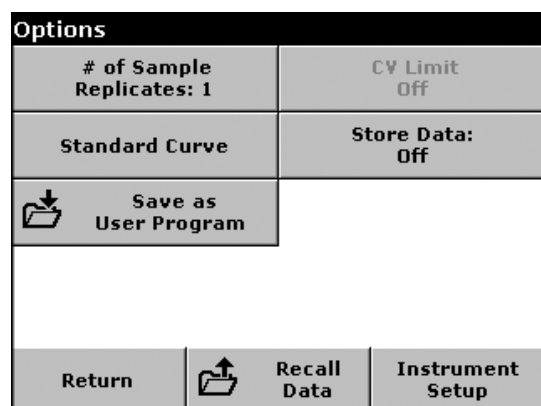 Options
# of Sample
Replicates: 1
CV Limit
Off
Standard Curve
Store Data:
Off
Save as
User Program
Return
Recall
Data
Instrument
Setup